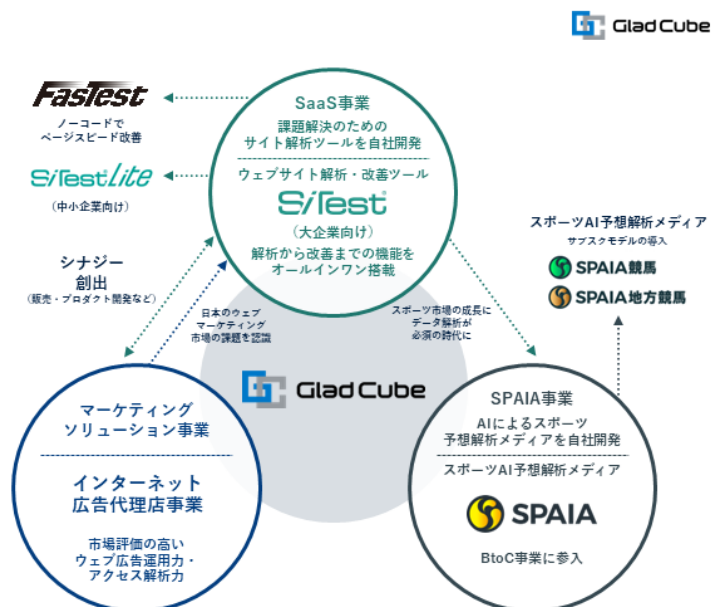 Glad Cube
FasTest
ノーコードで
ページスピード改善
SiTest Lite
（中小企業向け）
SaaS事業
課題解決のための
サイト解析ツールを自社開発
ウェブサイト解析・改善ツール
SiTest
（大企業向け）
解析から改善までの機能を
オールインワン搭載
スポーツAI予想解析メディア
サブスクモデルの導入
SPAIA競馬
SPAIA地方競馬
シナジー
創出
（販売・プロダクト開発など）
日本のウェブ
マーケティング
市場の課題を認識
スポーツ市場の成長に
データ解析が
必須の時代に
Glad Cube
マーケティング
ソリューション事業
インターネット
広告代理店事業
市場評価の高い
ウェブ広告運用力・
アクセス解析力
SPAIA事業
AIによるスポーツ
予想解析メディアを自社開発
スポーツAI予想解析メディア
SPAIA
BtoC事業に参入